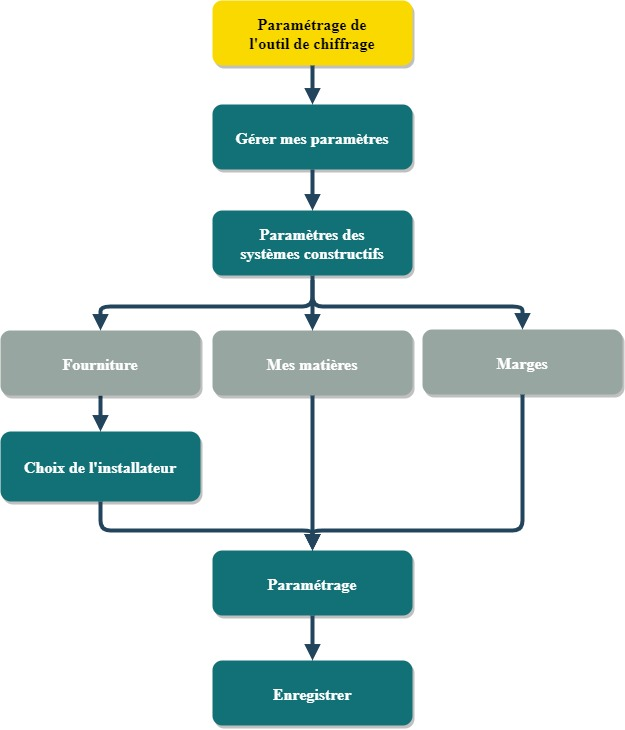 Paramétrage de
l'outil de chiffrage
Gérer mes paramètres
Paramètres des
systèmes constructifs
Fourniture
Mes matières
Marges
Choix de l'installateur
Paramétrage
Enregistrer